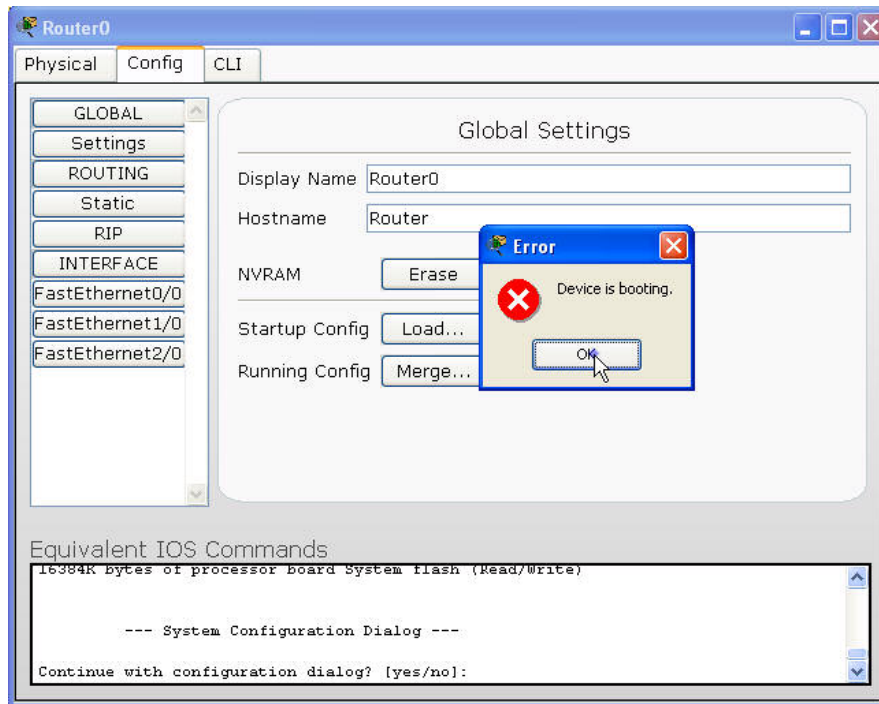 Router0
Physical Config CLI
GLOBAL
Settings
ROUTING
Static
RIP
INTERFACE
FastEthernet0/0
FastEthernet1/0
FastEthernet2/0
Global Settings
Display Name Router0
Hostname Router
NVRAM Erase
Startup Config Load...
Running Config Merge...
Error
Device is booting.
OK
Equivalent IOS Commands
16384K bytes of processor board System flash (Read/Write)
--- System Configuration Dialog ---
Continue with configuration dialog? [yes/no]: